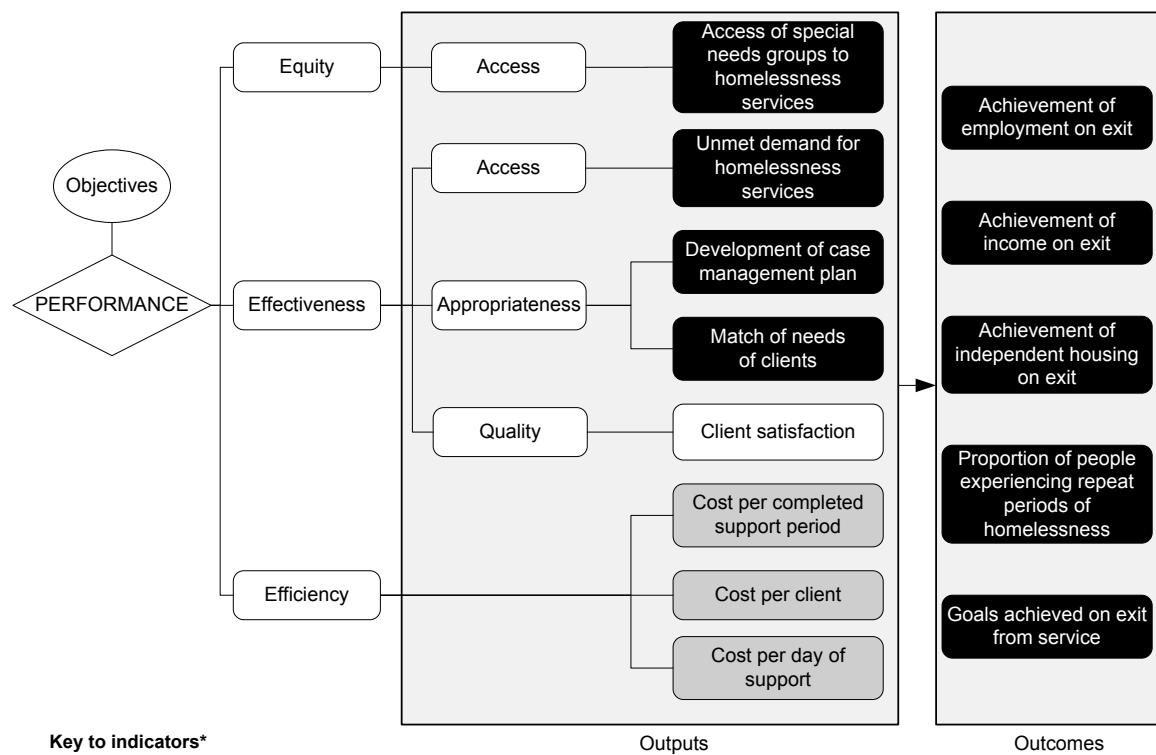 Objectives
PERFORMANCE
Equity
Access
Access of special
needs groups to
homelessness
services
Effectiveness
Access
Unmet demand for
homelessness
services
Appropriateness
Development of case
management plan
Match of needs
of clients
Quality
Client satisfaction
Efficiency
Cost per completed
support period
Cost per client
Cost per day of
support
Outputs
Achievement of
employment on exit
Achievement of
income on exit
Achievement of
independent housing
on exit
Proportion of people
experiencing repeat
periods of
homelessness
Goals achieved on exit
from service
Outcomes
Key to indicators*